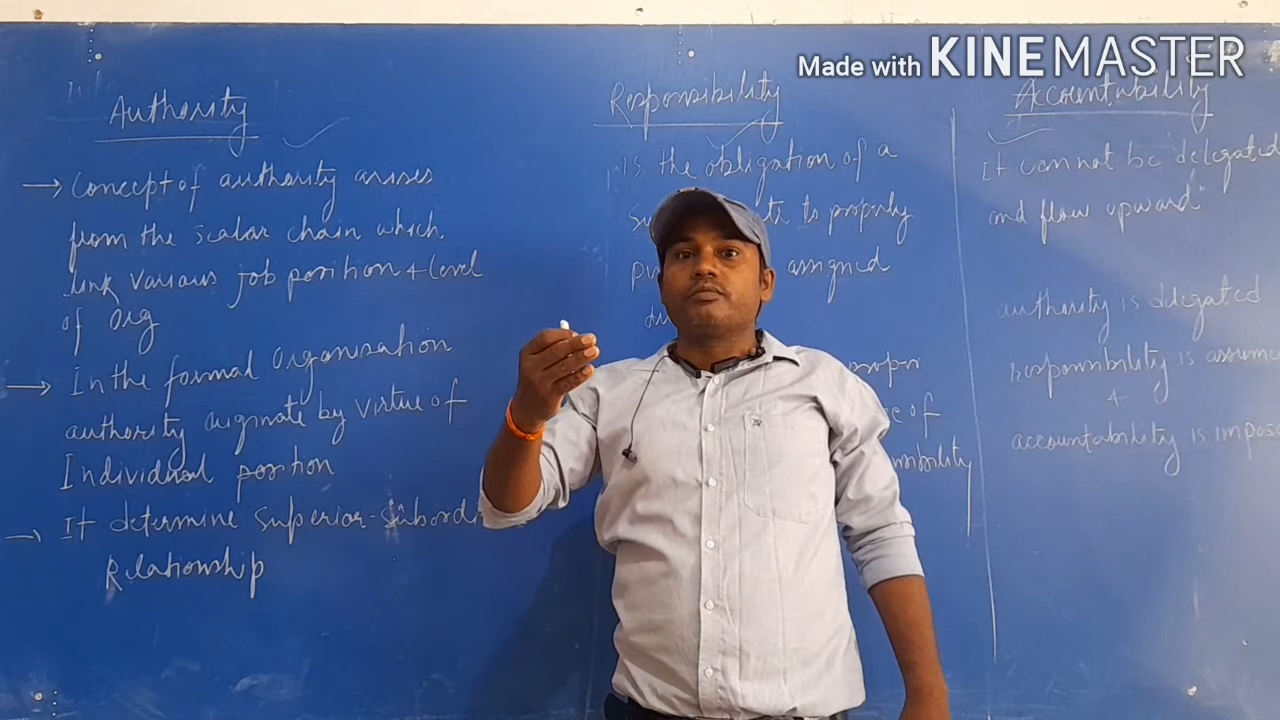 Made with KINEMASTER
Authority
→ Concept of authority arises
from the scalar chain which
link various job position + level
of org
→ In the formal organisation
authority originate by virtue of
Individual position
→ It determine superior-subordi
Relationship
Responsibility
is the obligation of a
to properly
assigned
of
Accountability
It cannot be delegated
and flow upward
authority is delegated
responsibility is assume
+
accountability is impose